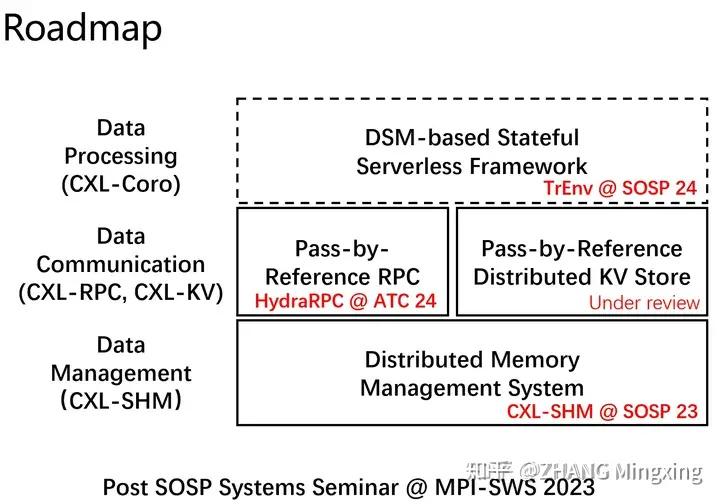 Roadmap
Data
Processing
(CXL-Coro)
DSM-based Stateful
Serverless Framework
TrEnv @ SOSP 24
Data
Communication
(CXL-RPC, CXL-KV)
Pass-by-
Reference RPC
HydraRPC @ ATC 24
Pass-by-Reference
Distributed KV Store
Under review
Data
Management
(CXL-SHM)
Distributed Memory
Management System
CXL-SHM @ SOSP 23
知乎 @ZHANG Mingxing
Post SOSP Systems Seminar @ MPI-SWS 2023